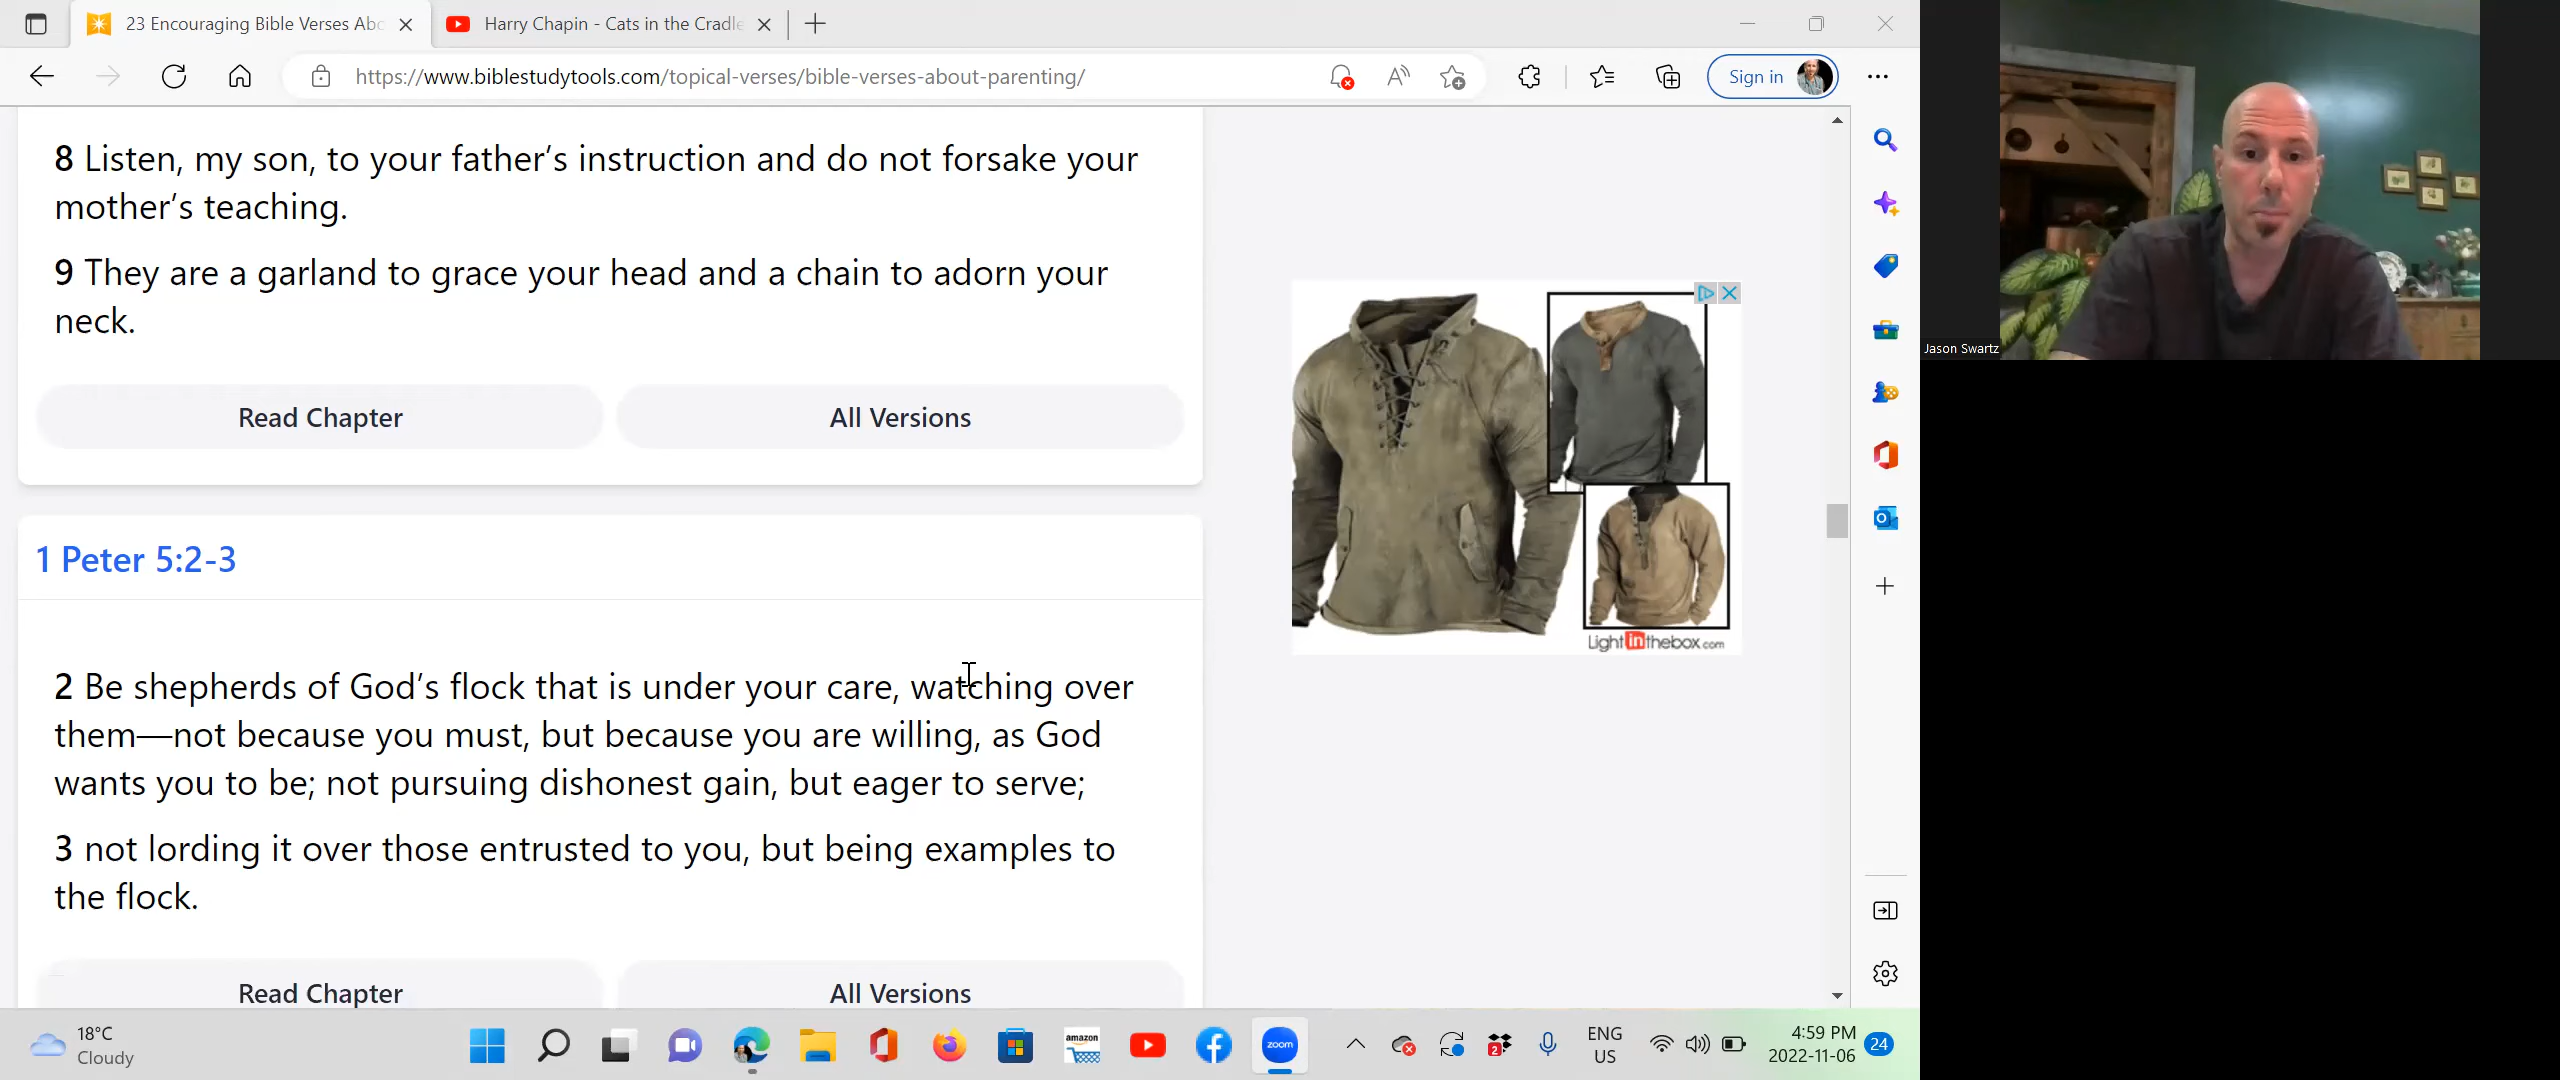 23 Encouraging Bible Verses Abo
Harry Chapin - Cats in the Cradle
https://www.biblestudytools.com/topical-verses/bible-verses-about-parenting/
Sign in
8 Listen, my son, to your father’s instruction and do not forsake your
mother’s teaching.
9 They are a garland to grace your head and a chain to adorn your
neck.
Read Chapter
All Versions
1 Peter 5:2-3
2 Be shepherds of God’s flock that is under your care, watching over
them—not because you must, but because you are willing, as God
wants you to be; not pursuing dishonest gain, but eager to serve;
3 not lording it over those entrusted to you, but being examples to
the flock.
Read Chapter
All Versions
Lightinthebox.com
Jason Swartz
18°C
Cloudy
amazon
zoom
2
ENG
US
4:59 PM
2022-11-06
24